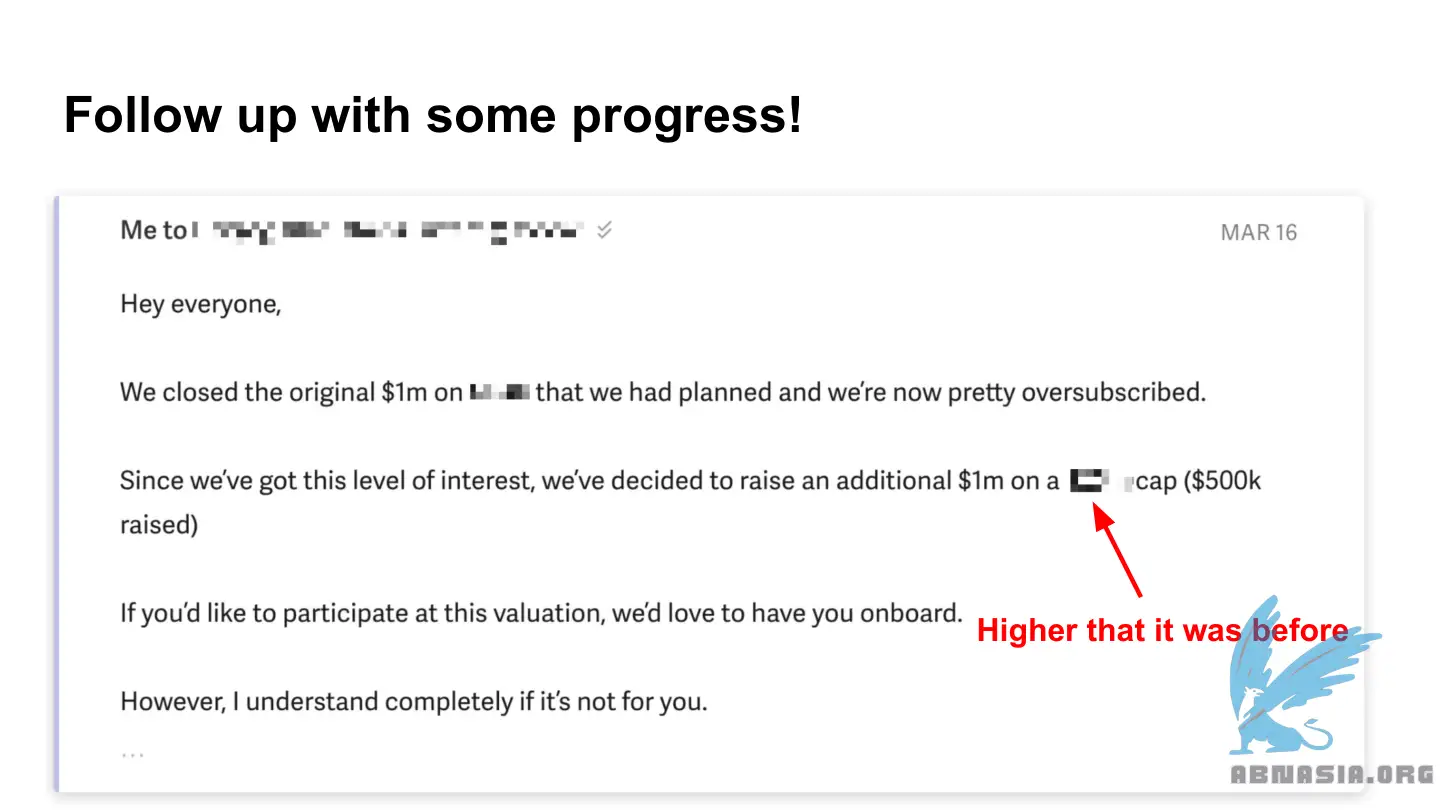 Follow up with some progress!
Me to
MAR 16
Hey everyone,
We closed the original $1m on that we had planned and we're now pretty oversubscribed.
Since we've got this level of interest, we've decided to raise an additional $1m on a cap ($500k
raised)
If you'd like to participate at this valuation, we'd love to have you onboard.
Higher that it was before
However, I understand completely if it's not for you.
...
ABNASIA.ORG